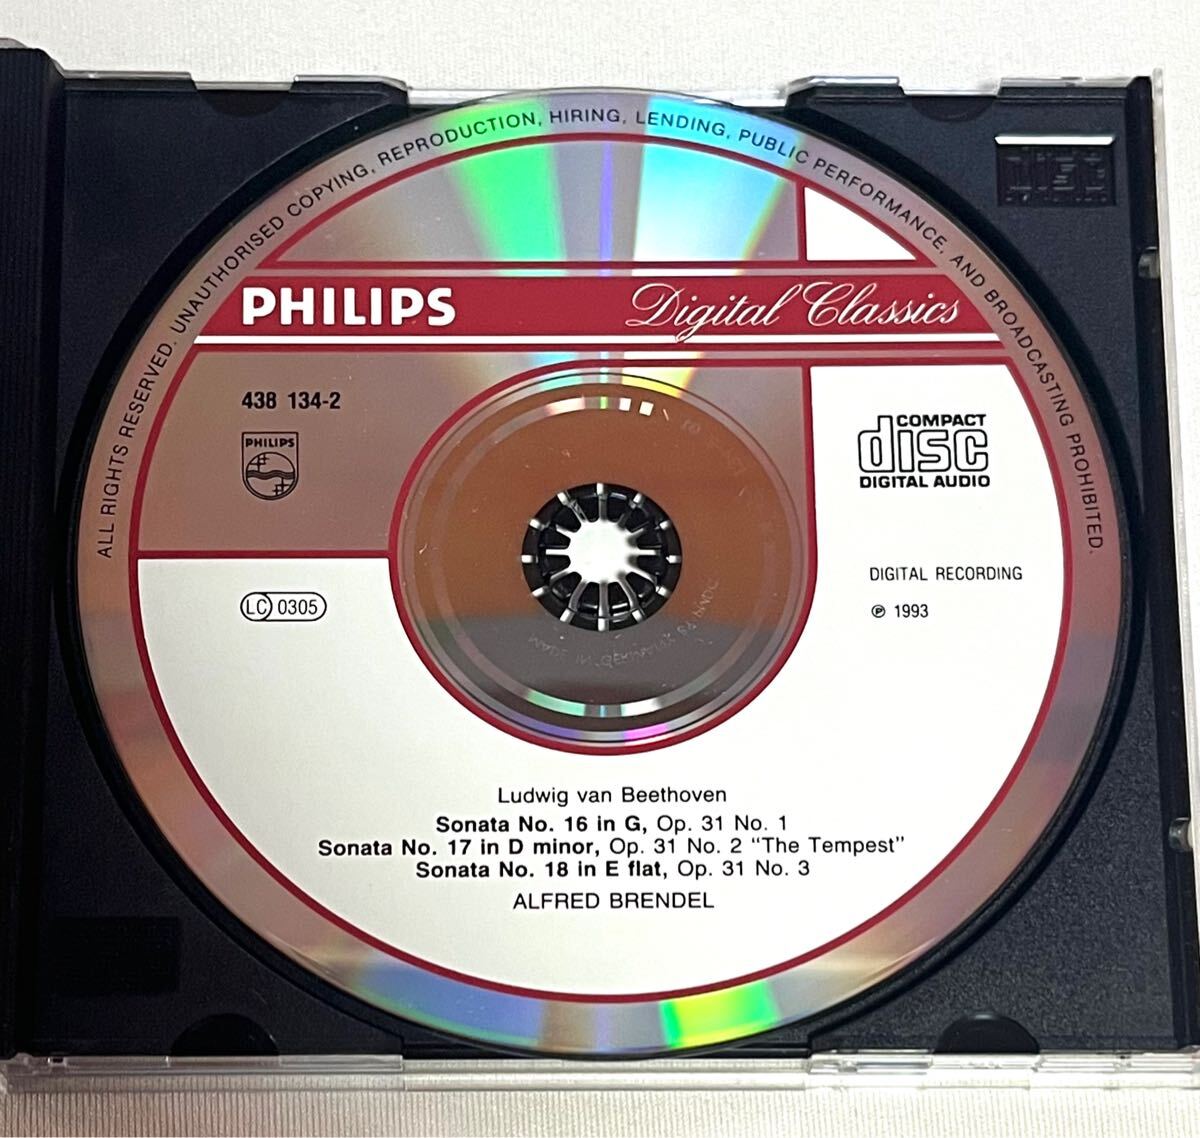 ALL RIGHTS RESERVED. UNAUTHORISED COPYING, REPRODUCTION, HIRING, LENDING, PUBLIC PERFORMANCE, AND BROADCASTING PROHIBITED.
PHILIPS
Digital Classics
438 134-2
PHILIPS
COMPACT
disc
DIGITAL AUDIO
LC 0305
DIGITAL RECORDING
℗ 1993
MADE IN GERMANY
Ludwig van Beethoven
Sonata No. 16 in G, Op. 31 No. 1
Sonata No. 17 in D minor, Op. 31 No. 2 “The Tempest”
Sonata No. 18 in E flat, Op. 31 No. 3
ALFRED BRENDEL